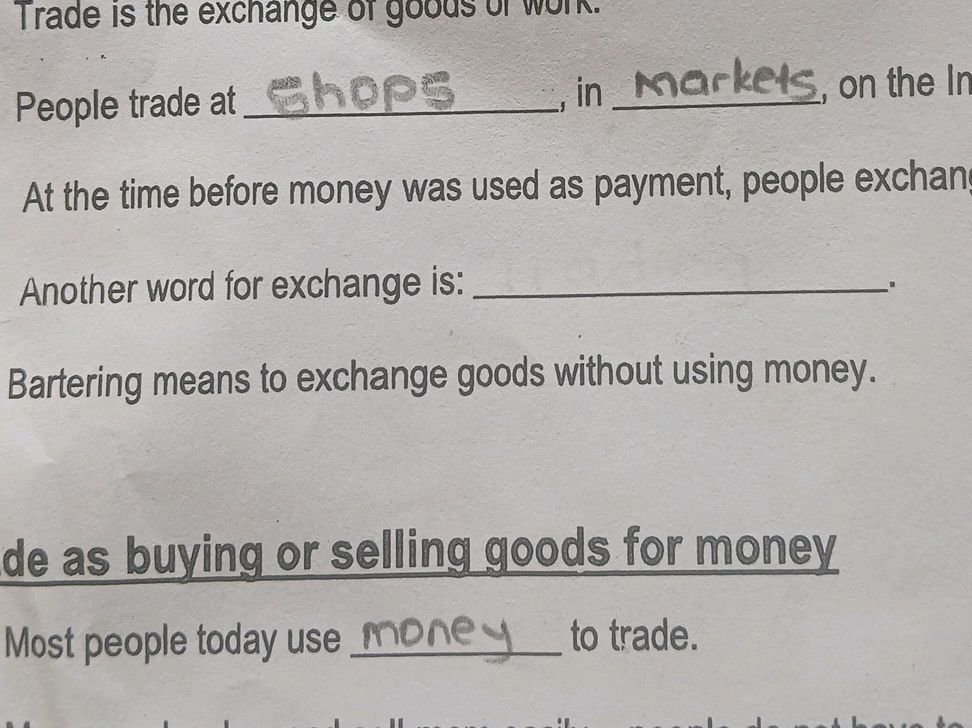 Trade is the exchange of goods or work.
People trade at shops, in markets, on the In
At the time before money was used as payment, people exchang
Another word for exchange is: ____________________.
Bartering means to exchange goods without using money.
de as buying or selling goods for money
Most people today use money to trade.